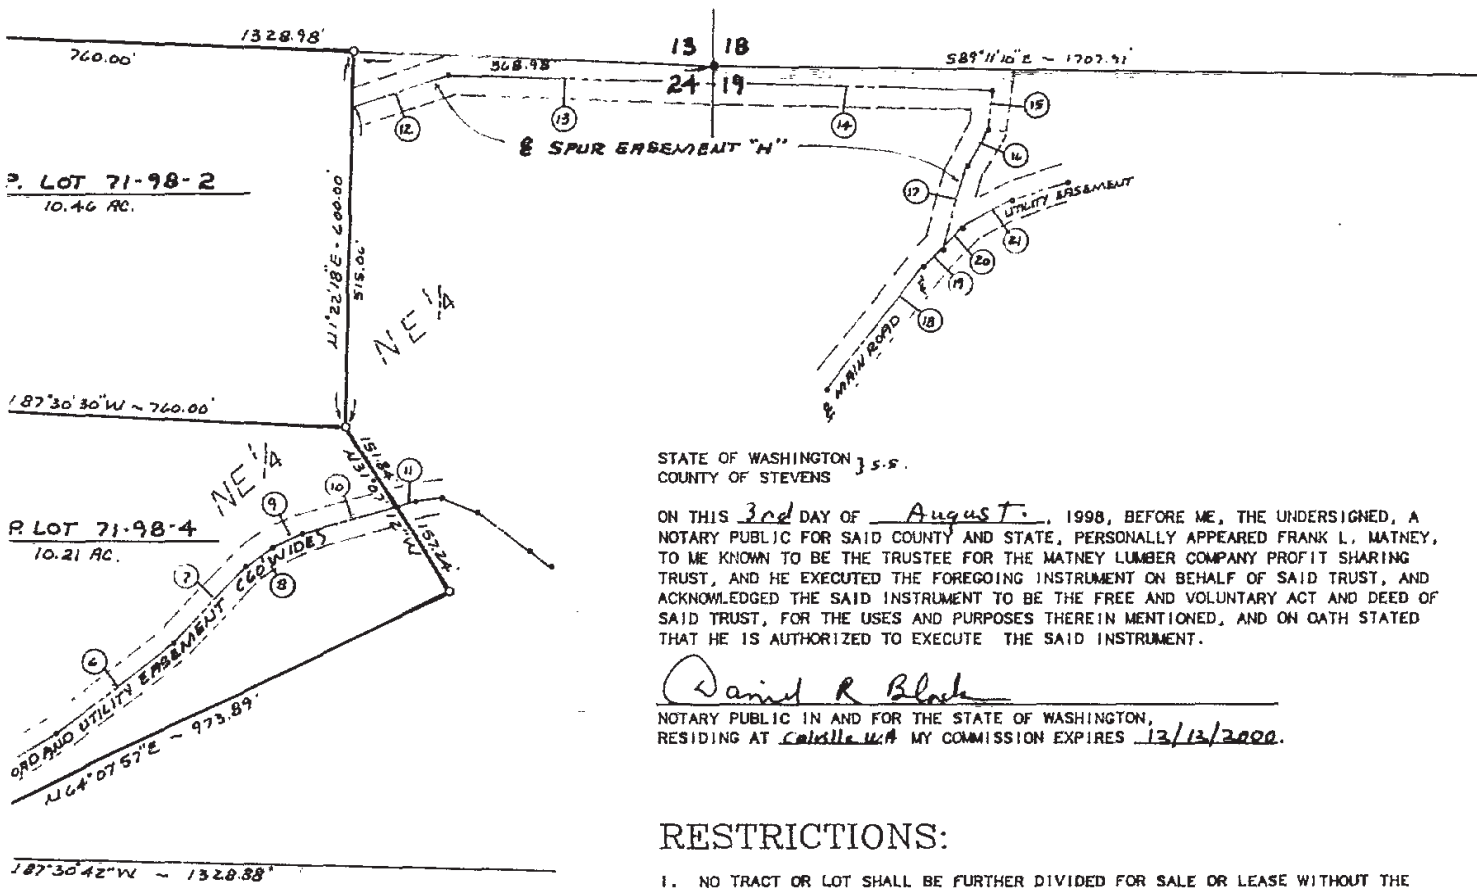 1328.98'
760.00'
13 18
S89°11'10"E ~ 1707.91'
568.98'
24 19
15
12
13
14
16
℄ SPUR EASEMENT "H"
P. LOT 71-98-2
10.46 AC.
17
UTILITY EASEMENT
21
20
19
18
℄ MAIN ROAD
N1°22'18"E - 600.00'
515.06'
NE 1/4
187°30'30"W ~ 760.00'
NE 1/4
151.84'
N31°07'12"W
157.24'
11
10
9
P. LOT 71-98-4
10.21 AC.
8
7
6
OAD AND UTILITY EASEMENT (60' WIDE)
N64°07'57"E ~ 973.89'
187°30'42"W ~ 1328.88'
STATE OF WASHINGTON } S.S.
COUNTY OF STEVENS
ON THIS 3rd DAY OF August, 1998, BEFORE ME, THE UNDERSIGNED, A
NOTARY PUBLIC FOR SAID COUNTY AND STATE, PERSONALLY APPEARED FRANK L. MATNEY,
TO ME KNOWN TO BE THE TRUSTEE FOR THE MATNEY LUMBER COMPANY PROFIT SHARING
TRUST, AND HE EXECUTED THE FOREGOING INSTRUMENT ON BEHALF OF SAID TRUST, AND
ACKNOWLEDGED THE SAID INSTRUMENT TO BE THE FREE AND VOLUNTARY ACT AND DEED OF
SAID TRUST, FOR THE USES AND PURPOSES THEREIN MENTIONED, AND ON OATH STATED
THAT HE IS AUTHORIZED TO EXECUTE THE SAID INSTRUMENT.
Daniel R Black
NOTARY PUBLIC IN AND FOR THE STATE OF WASHINGTON,
RESIDING AT Colville WA MY COMMISSION EXPIRES 12/12/2000.
RESTRICTIONS:
1. NO TRACT OR LOT SHALL BE FURTHER DIVIDED FOR SALE OR LEASE WITHOUT THE